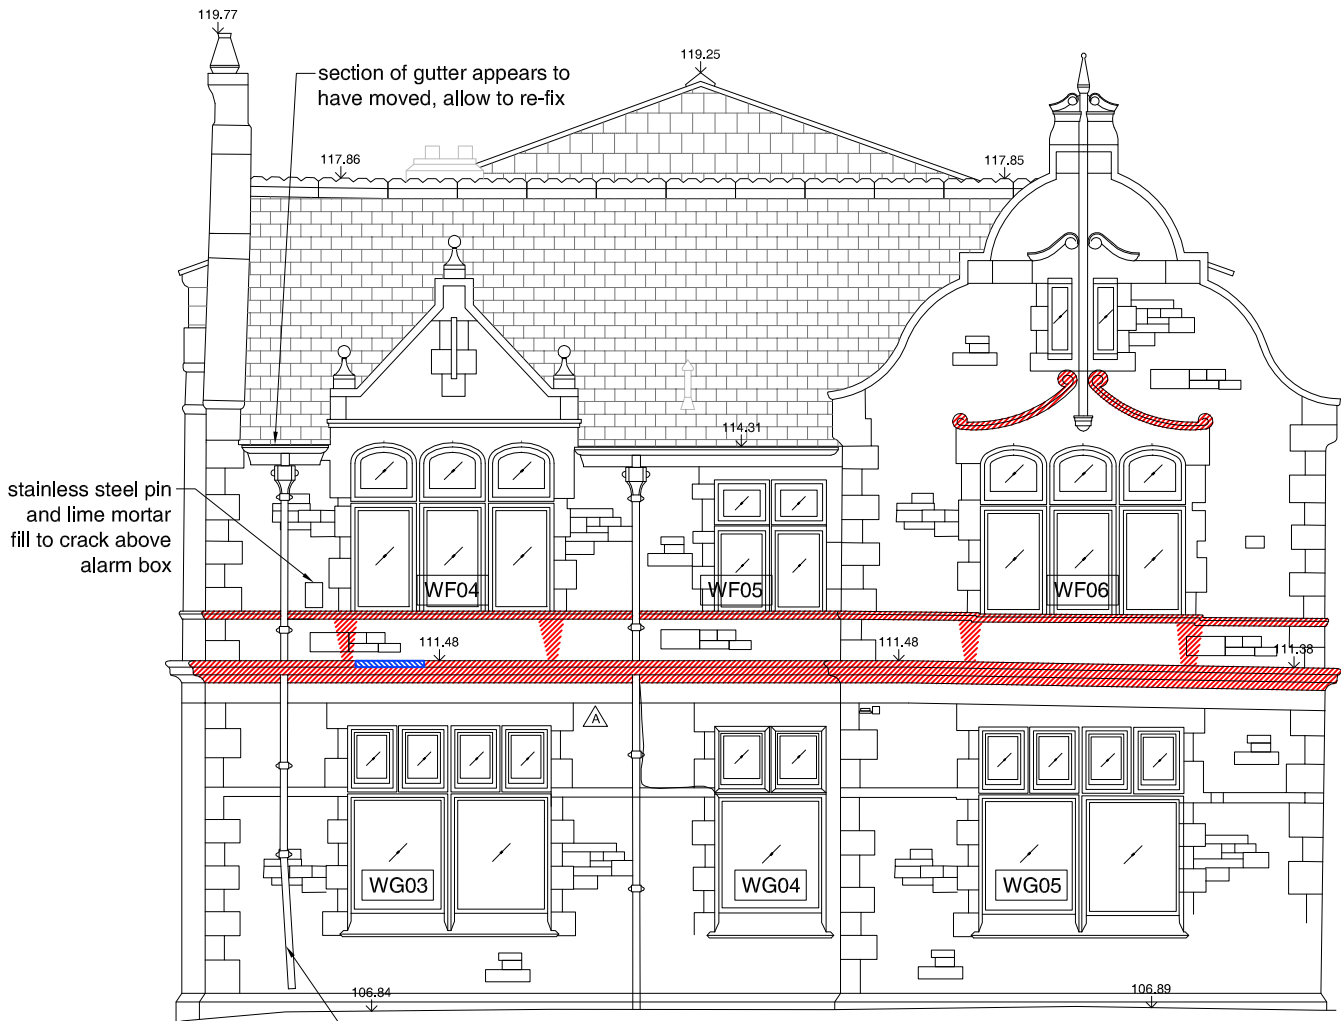 119.77
119.25
section of gutter appears to
have moved, allow to re-fix
117.86
117.85
114.31
stainless steel pin
and lime mortar
fill to crack above
alarm box
WF04
WF05
WF06
111.48
111.48
111.38
A
WG03
WG04
WG05
106.84
106.89